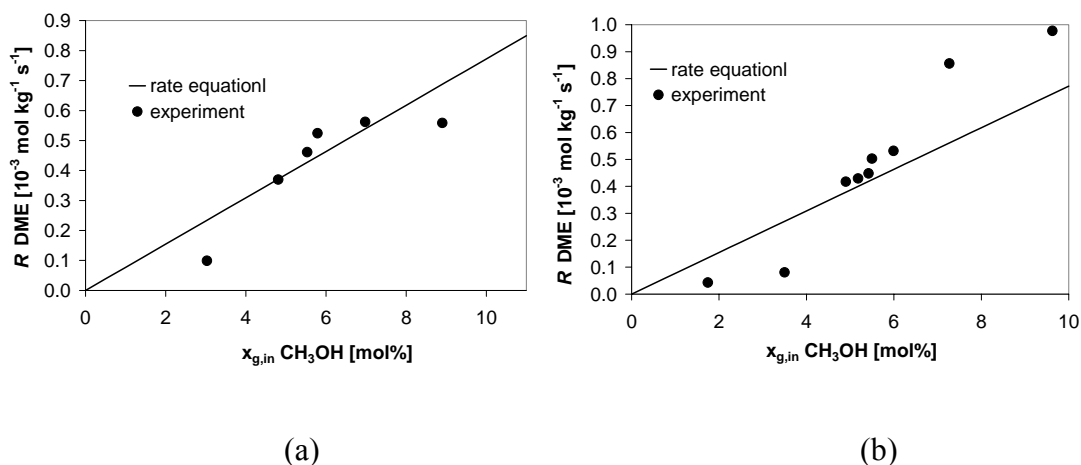 0.9
0.8
0.7
0.6
0.5
0.4
0.3
0.2
0.1
0.0
R DME [10⁻³ mol kg⁻¹ s⁻¹]
rate equationl
experiment
0 2 4 6 8 10
x_g,in CH₃OH [mol%]
(a)
1.0
0.9
0.8
0.7
0.6
0.5
0.4
0.3
0.2
0.1
0.0
R DME [10⁻³ mol kg⁻¹ s⁻¹]
rate equationl
experiment
0 2 4 6 8 10
x_g,in CH₃OH [mol%]
(b)